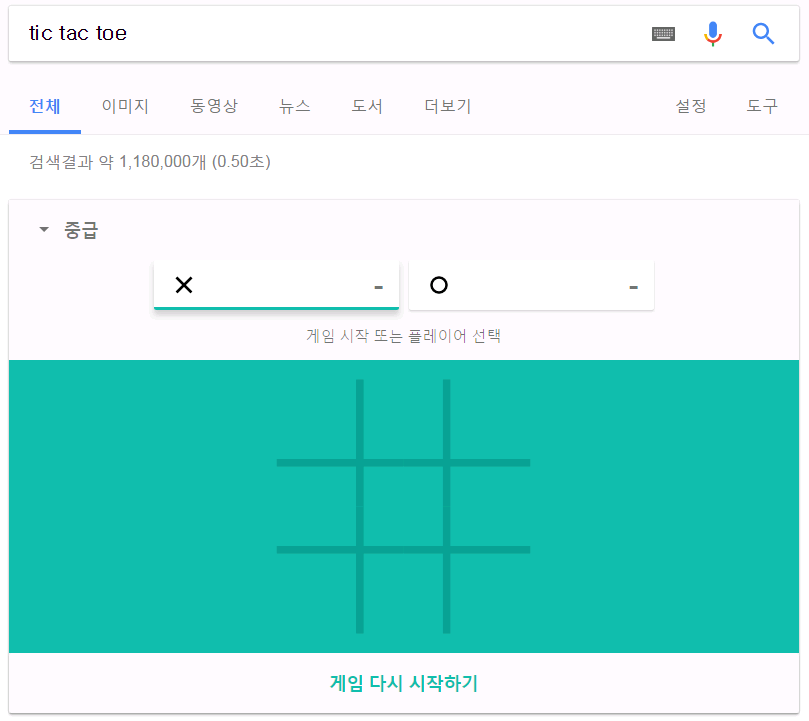 tic tac toe
전체 이미지 동영상 뉴스 도서 더보기 설정 도구
검색결과 약 1,180,000개 (0.50초)
중급
- -
게임 시작 또는 플레이어 선택
게임 다시 시작하기